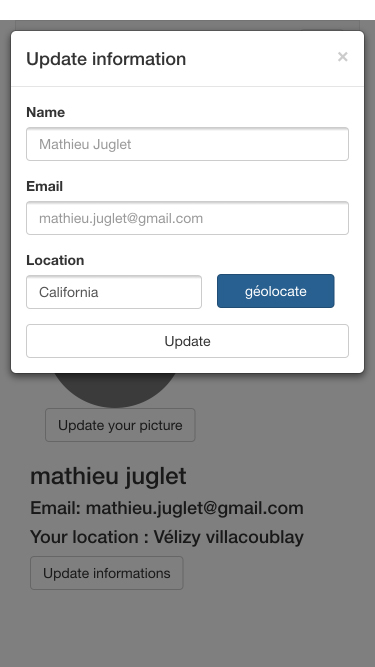 Update information
×
Name
Mathieu Juglet
Email
mathieu.juglet@gmail.com
Location
California
géolocate
Update
Update your picture
mathieu juglet
Email: mathieu.juglet@gmail.com
Your location : Vélizy villacoublay
Update informations